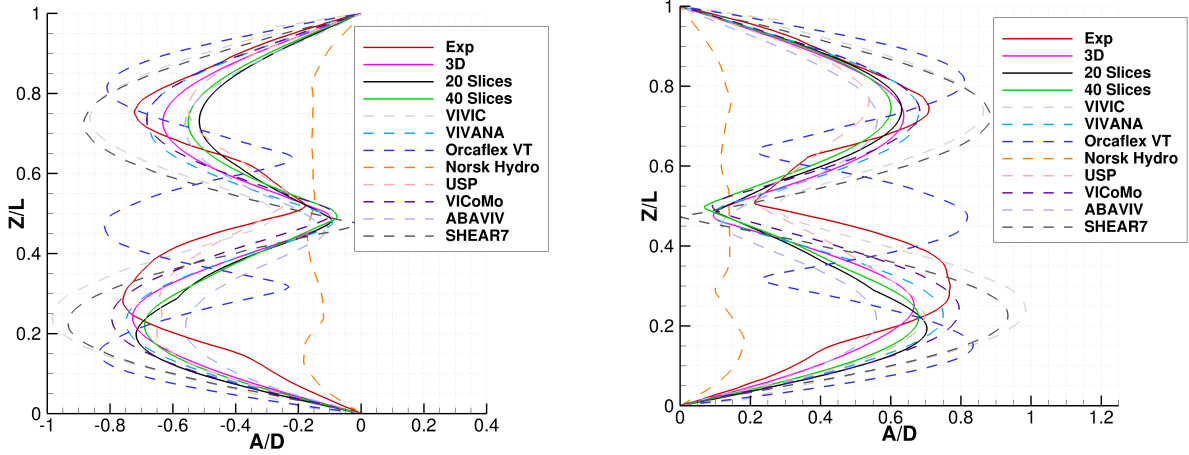 1
0.8
0.6
0.4
0.2
0
Z/L
-1
-0.8
-0.6
-0.4
-0.2
0
0.2
0.4
A/D
Exp
3D
20 Slices
40 Slices
VIVIC
VIVANA
Orcaflex VT
Norsk Hydro
USP
VICoMo
ABAVIV
SHEAR7
1
0.8
0.6
0.4
0.2
0
Z/L
0
0.2
0.4
0.6
0.8
1
1.2
A/D
Exp
3D
20 Slices
40 Slices
VIVIC
VIVANA
Orcaflex VT
Norsk Hydro
USP
VICoMo
ABAVIV
SHEAR7